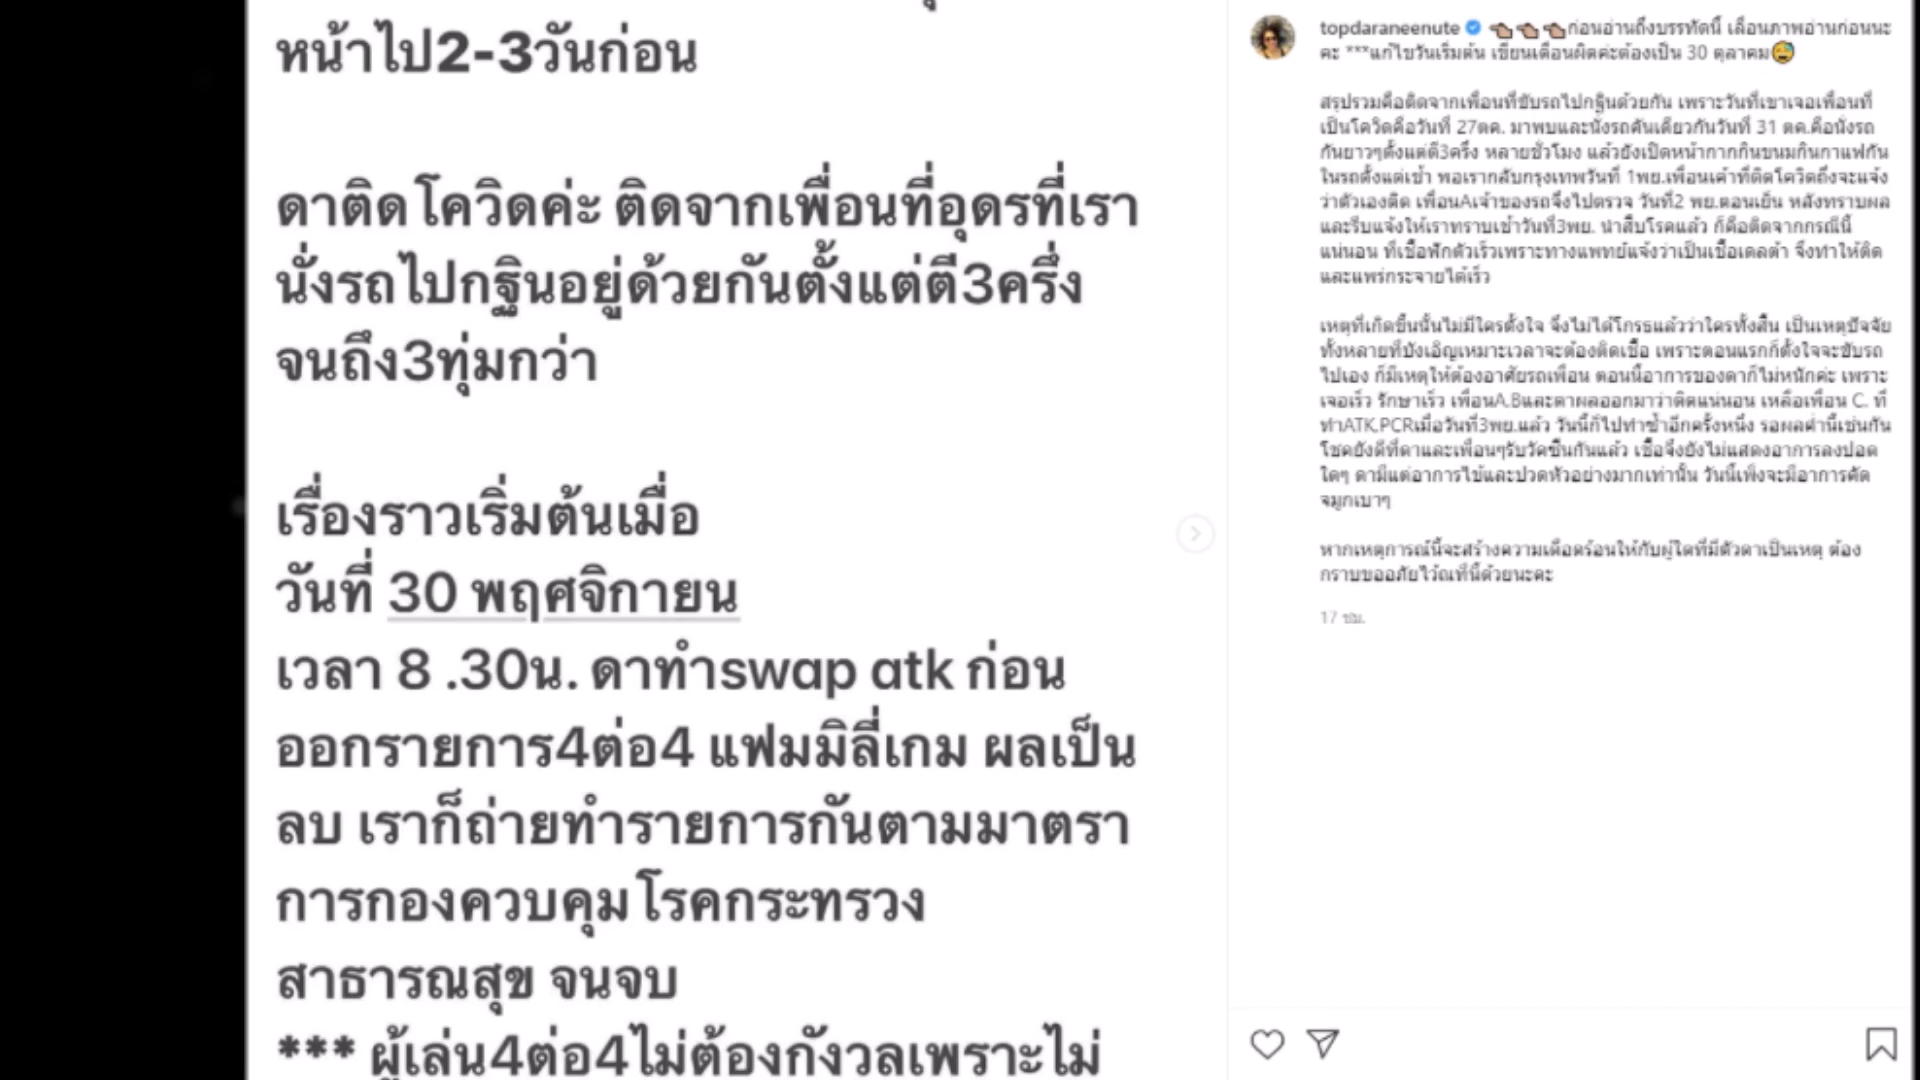 หน้าไป2-3วันก่อน
ดาติดโควิดค่ะ ติดจากเพื่อนที่อุดรที่เรา
นั่งรถไปกฐินอยู่ด้วยกันตั้งแต่ตี3ครึ่ง
จนถึง3ทุ่มกว่า
เรื่องราวเริ่มต้นเมื่อ
วันที่ 30 พฤศจิกายน
เวลา 8 .30น. ดาทำswap atk ก่อน
ออกรายการ4ต่อ4 แฟมมิลี่เกม ผลเป็น
ลบ เราก็ถ่ายทำรายการกันตามมาตรา
การกองควบคุมโรคกระทรวง
สาธารณสุข จนจบ
*** ผู้เล่น4ต่อ4ไม่ต้องกังวลเพราะไม่
topdaraneenute 👈🏽👈🏽👈🏽ก่อนอ่านถึงบรรทัดนี้ เลื่อนภาพอ่านก่อนนะ
คะ ***แก้ไขวันเริ่มต้น เขียนเดือนผิดค่ะต้องเป็น 30 ตุลาคม😅
สรุปรวมคือติดจากเพื่อนที่ขับรถไปกฐินด้วยกัน เพราะวันที่เขาเจอเพื่อนที่
เป็นโควิดคือวันที่ 27ตค. มาพบและนั่งรถคันเดียวกันวันที่ 31 ตค.คือนั่งรถ
กันยาวๆตั้งแต่ตี3ครึ่ง หลายชั่วโมง แล้วยังเปิดหน้ากากกินขนมกินกาแฟกัน
ในรถตั้งแต่เช้า พอเรากลับกรุงเทพวันที่ 1พย.เพื่อนเค้าที่ติดโควิดถึงจะแจ้ง
ว่าตัวเองติด เพื่อนAเจ้าของรถจึงไปตรวจ วันที่2 พย.ตอนเย็น หลังทราบผล
และรีบแจ้งให้เราทราบเช้าวันที่3พย. นำสืบโรคแล้ว ก็คือติดจากกรณีนี้
แน่นอน ที่เชื้อฟักตัวเร็วเพราะทางแพทย์แจ้งว่าเป็นเชื้อเดลต้า จึงทำให้ติด
และแพร่กระจายได้เร็ว
เหตุที่เกิดขึ้นนั้นไม่มีใครตั้งใจ จึงไม่ได้โกรธแล้วว่าใครทั้งสิ้น เป็นเหตุปัจจัย
ทั้งหลายที่บังเอิญเหมาะเวลาจะต้องติดเชื้อ เพราะตอนแรกก็ตั้งใจจะขับรถ
ไปเอง ก็มีเหตุให้ต้องอาศัยรถเพื่อน ตอนนี้อาการของดาก็ไม่หนักค่ะ เพราะ
เจอเร็ว รักษาเร็ว เพื่อนA,Bและดาผลออกมาว่าติดแน่นอน เหลือเพื่อน C. ที่
ทำATK,PCRเมื่อวันที่3พย.แล้ว วันนี้ก็ไปทำซ้ำอีกครั้งหนึ่ง รอผลค่ำนี้เช่นกัน
โชคยังดีที่ดาและเพื่อนๆรับวัคซีนกันแล้ว เชื้อจึงยังไม่แสดงอาการลงปอด
ใดๆ ดามีแต่อาการไข้และปวดหัวอย่างมากเท่านั้น วันนี้เพิ่งจะมีอาการคัด
จมูกเบาๆ
หากเหตุการณ์นี้จะสร้างความเดือดร้อนให้กับผู้ใดที่มีตัวดาเป็นเหตุ ต้อง
กราบขออภัยไว้ณที่นี้ด้วยนะคะ
17 ชม.